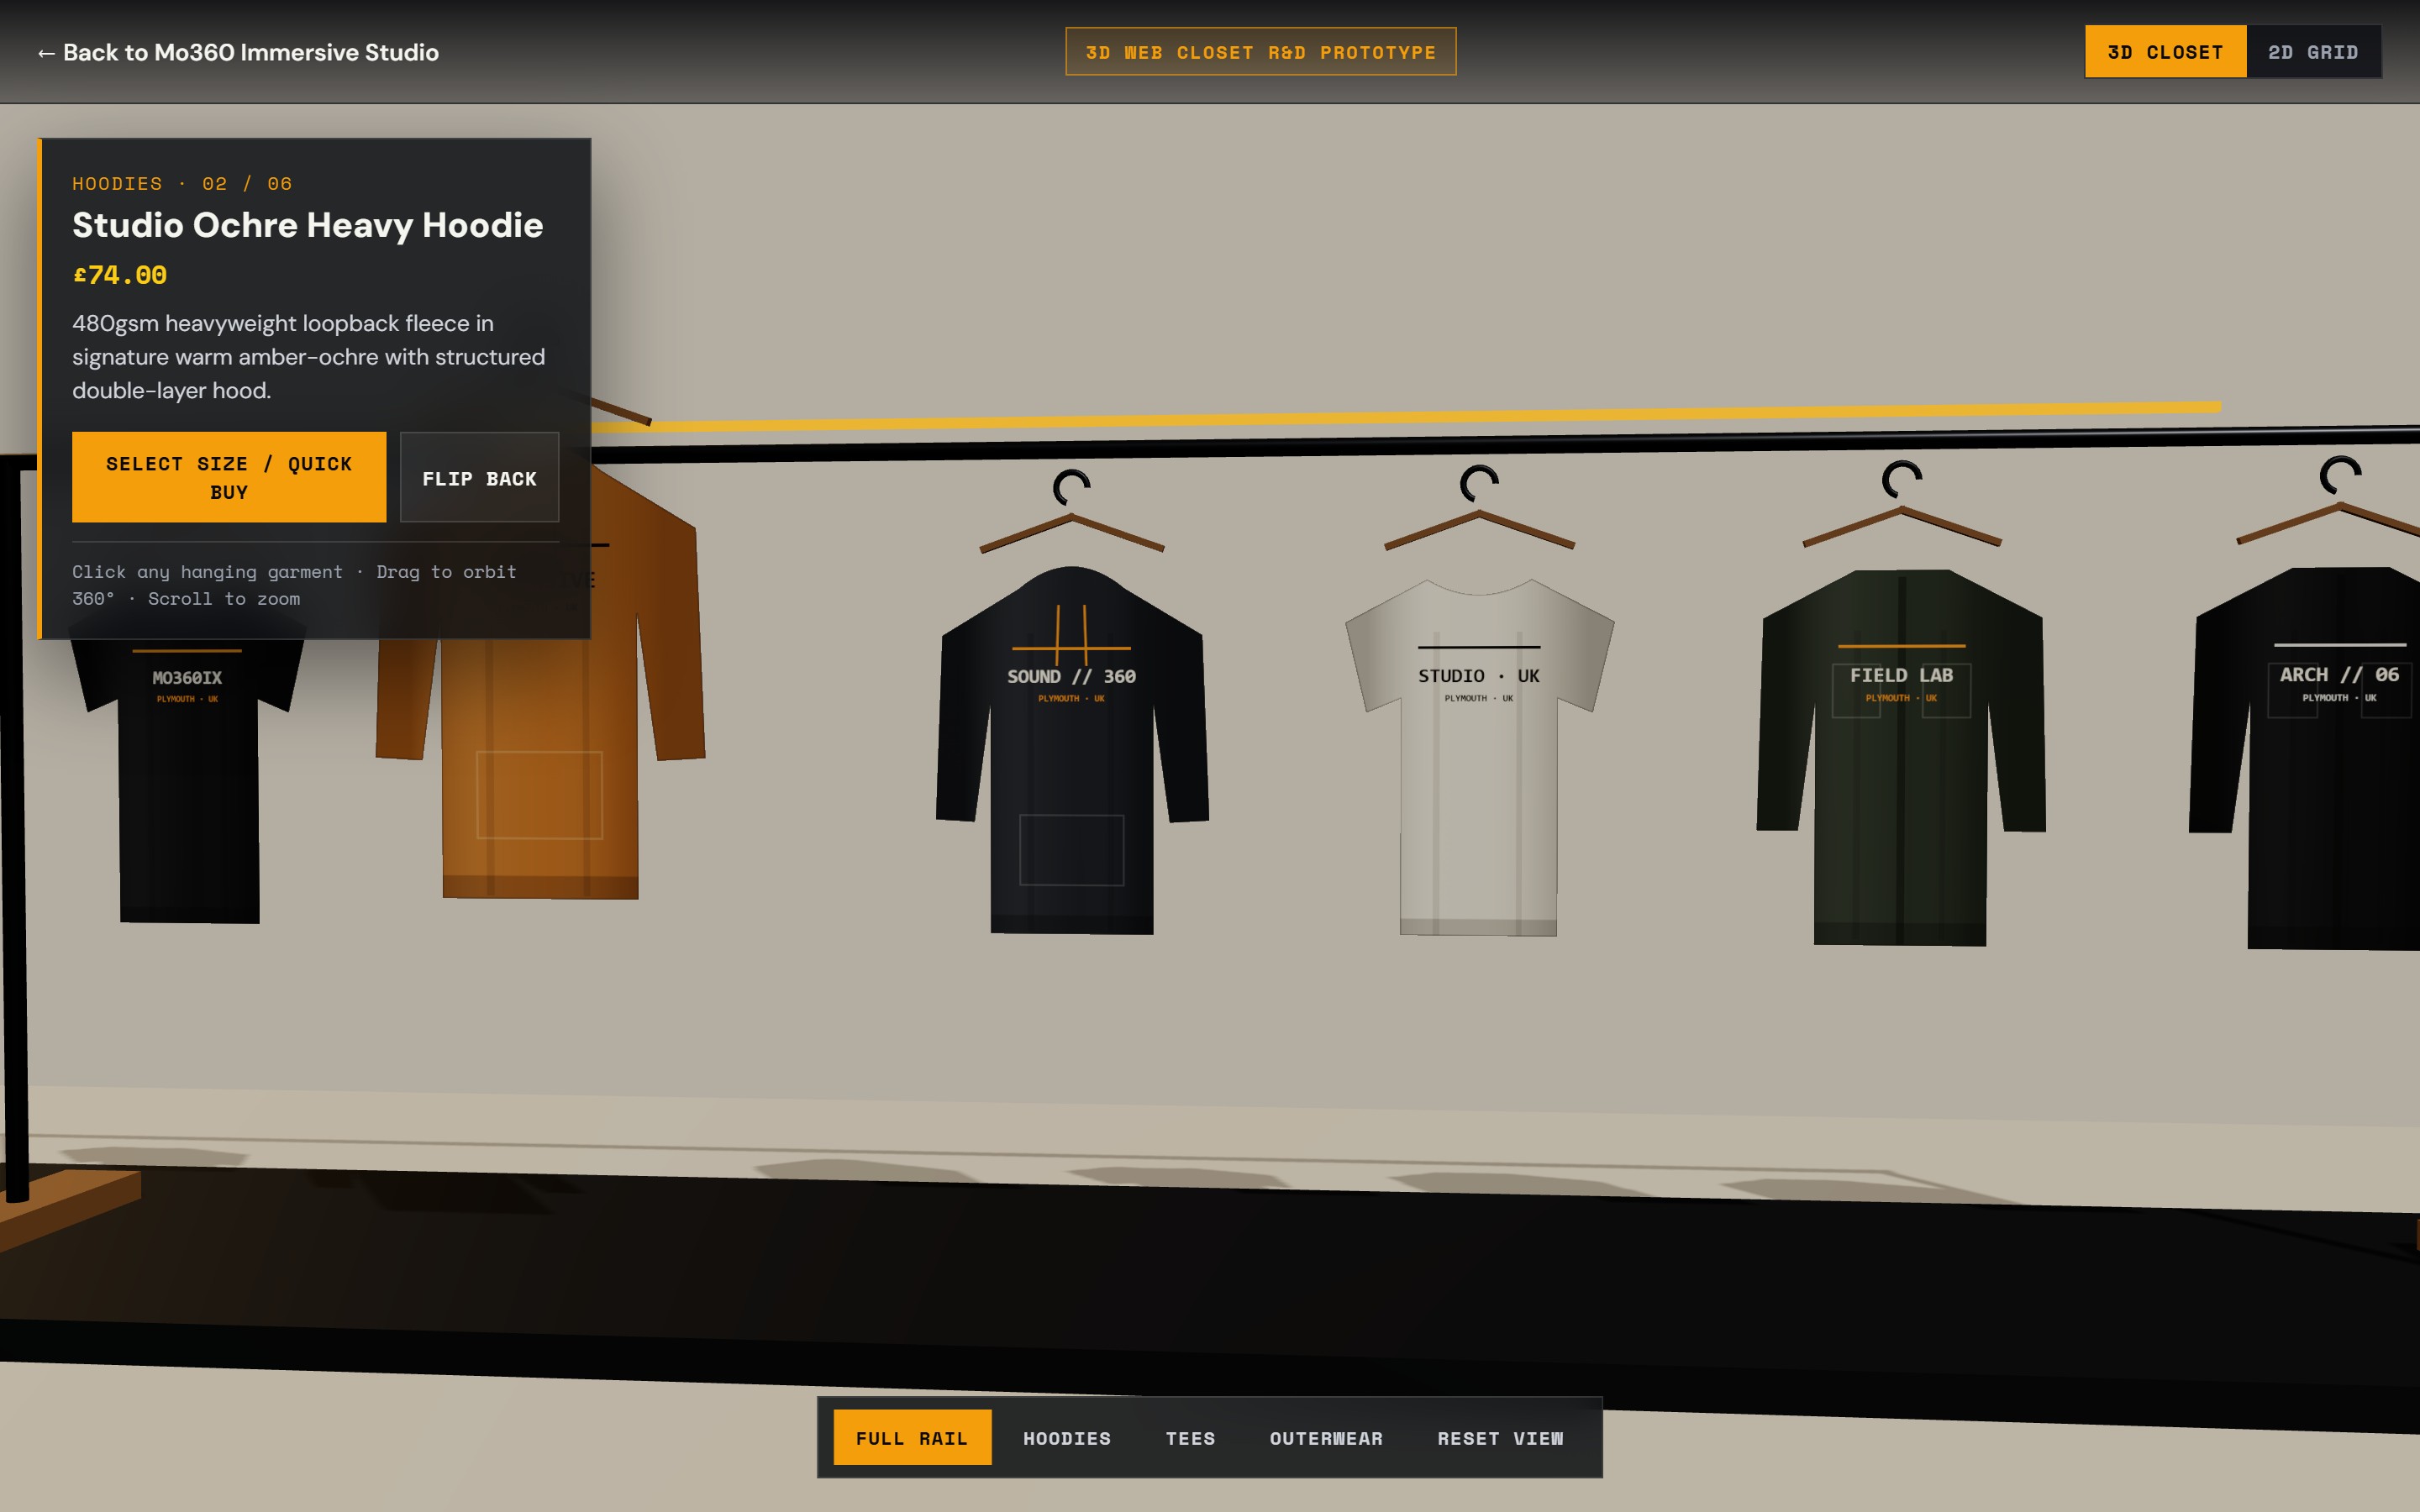 ← Back to Mo360 Immersive Studio
3D WEB CLOSET R&D PROTOTYPE
3D CLOSET
2D GRID
HOODIES · 02 / 06
Studio Ochre Heavy Hoodie
£74.00
480gsm heavyweight loopback fleece in
signature warm amber-ochre with structured
double-layer hood.
SELECT SIZE / QUICK
BUY
FLIP BACK
Click any hanging garment · Drag to orbit
360° · Scroll to zoom
MO360IX
PLYMOUTH · UK
SOUND // 360
PLYMOUTH · UK
STUDIO · UK
PLYMOUTH · UK
FIELD LAB
PLYMOUTH · UK
ARCH // 06
PLYMOUTH · UK
FULL RAIL
HOODIES
TEES
OUTERWEAR
RESET VIEW